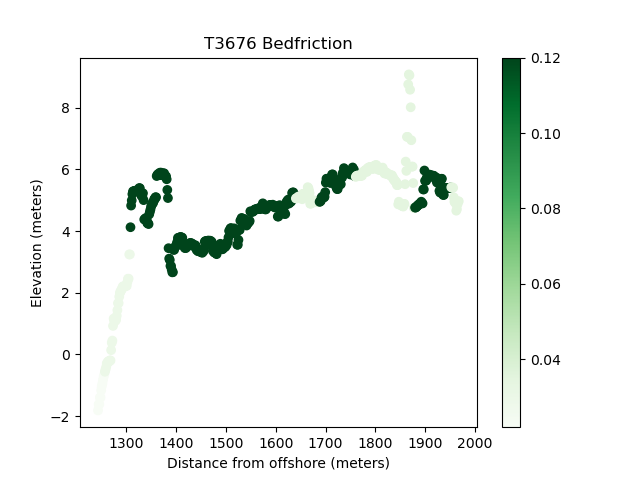 T3676 Bedfriction
Elevation (meters)
8
6
4
2
0
−2
1300 1400 1500 1600 1700 1800 1900 2000
Distance from offshore (meters)
0.12
0.10
0.08
0.06
0.04